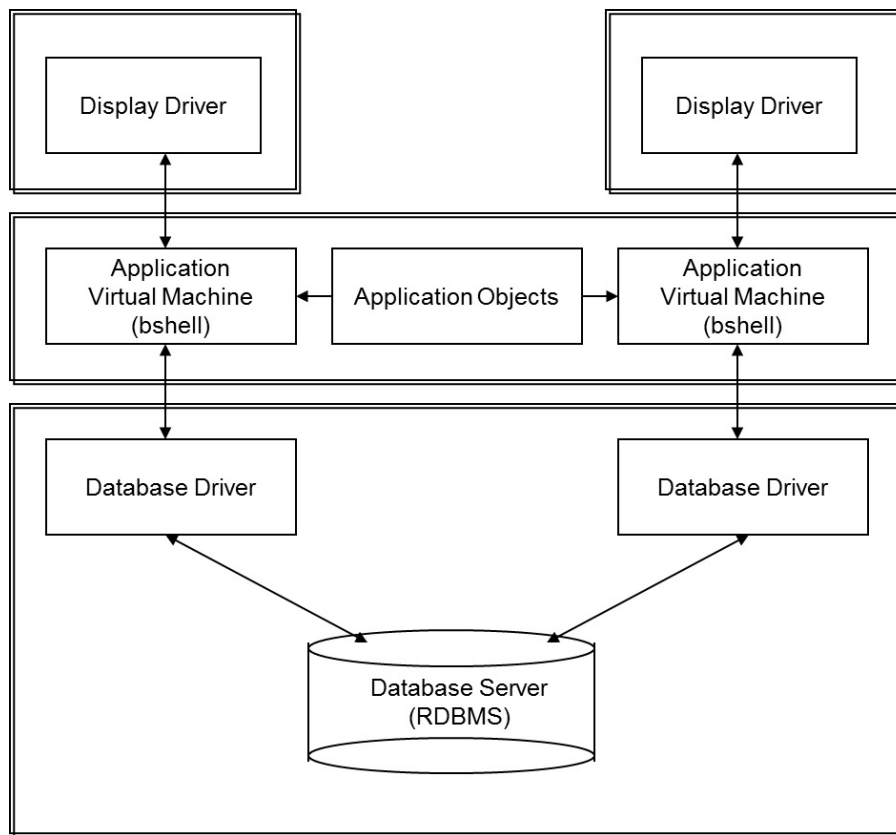 Display Driver
Display Driver
Application
Virtual Machine
(bshell)
Application Objects
Application
Virtual Machine
(bshell)
Database Driver
Database Driver
Database Server
(RDBMS)